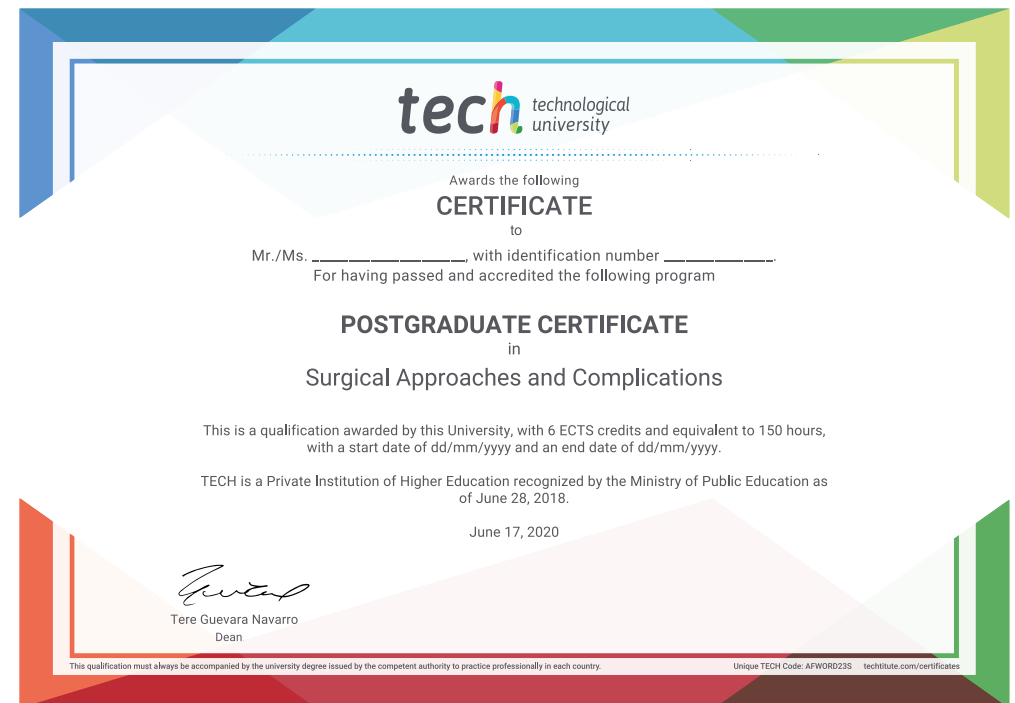 tech technological
university
Awards the following
CERTIFICATE
to
Mr./Ms. ____________________, with identification number ______________.
For having passed and accredited the following program
POSTGRADUATE CERTIFICATE
in
Surgical Approaches and Complications
This is a qualification awarded by this University, with 6 ECTS credits and equivalent to 150 hours,
with a start date of dd/mm/yyyy and an end date of dd/mm/yyyy.
TECH is a Private Institution of Higher Education recognized by the Ministry of Public Education as
of June 28, 2018.
June 17, 2020
Tere Guevara Navarro
Dean
This qualification must always be accompanied by the university degree issued by the competent authority to practice professionally in each country.
Unique TECH Code: AFWORD23S techtitute.com/certificates